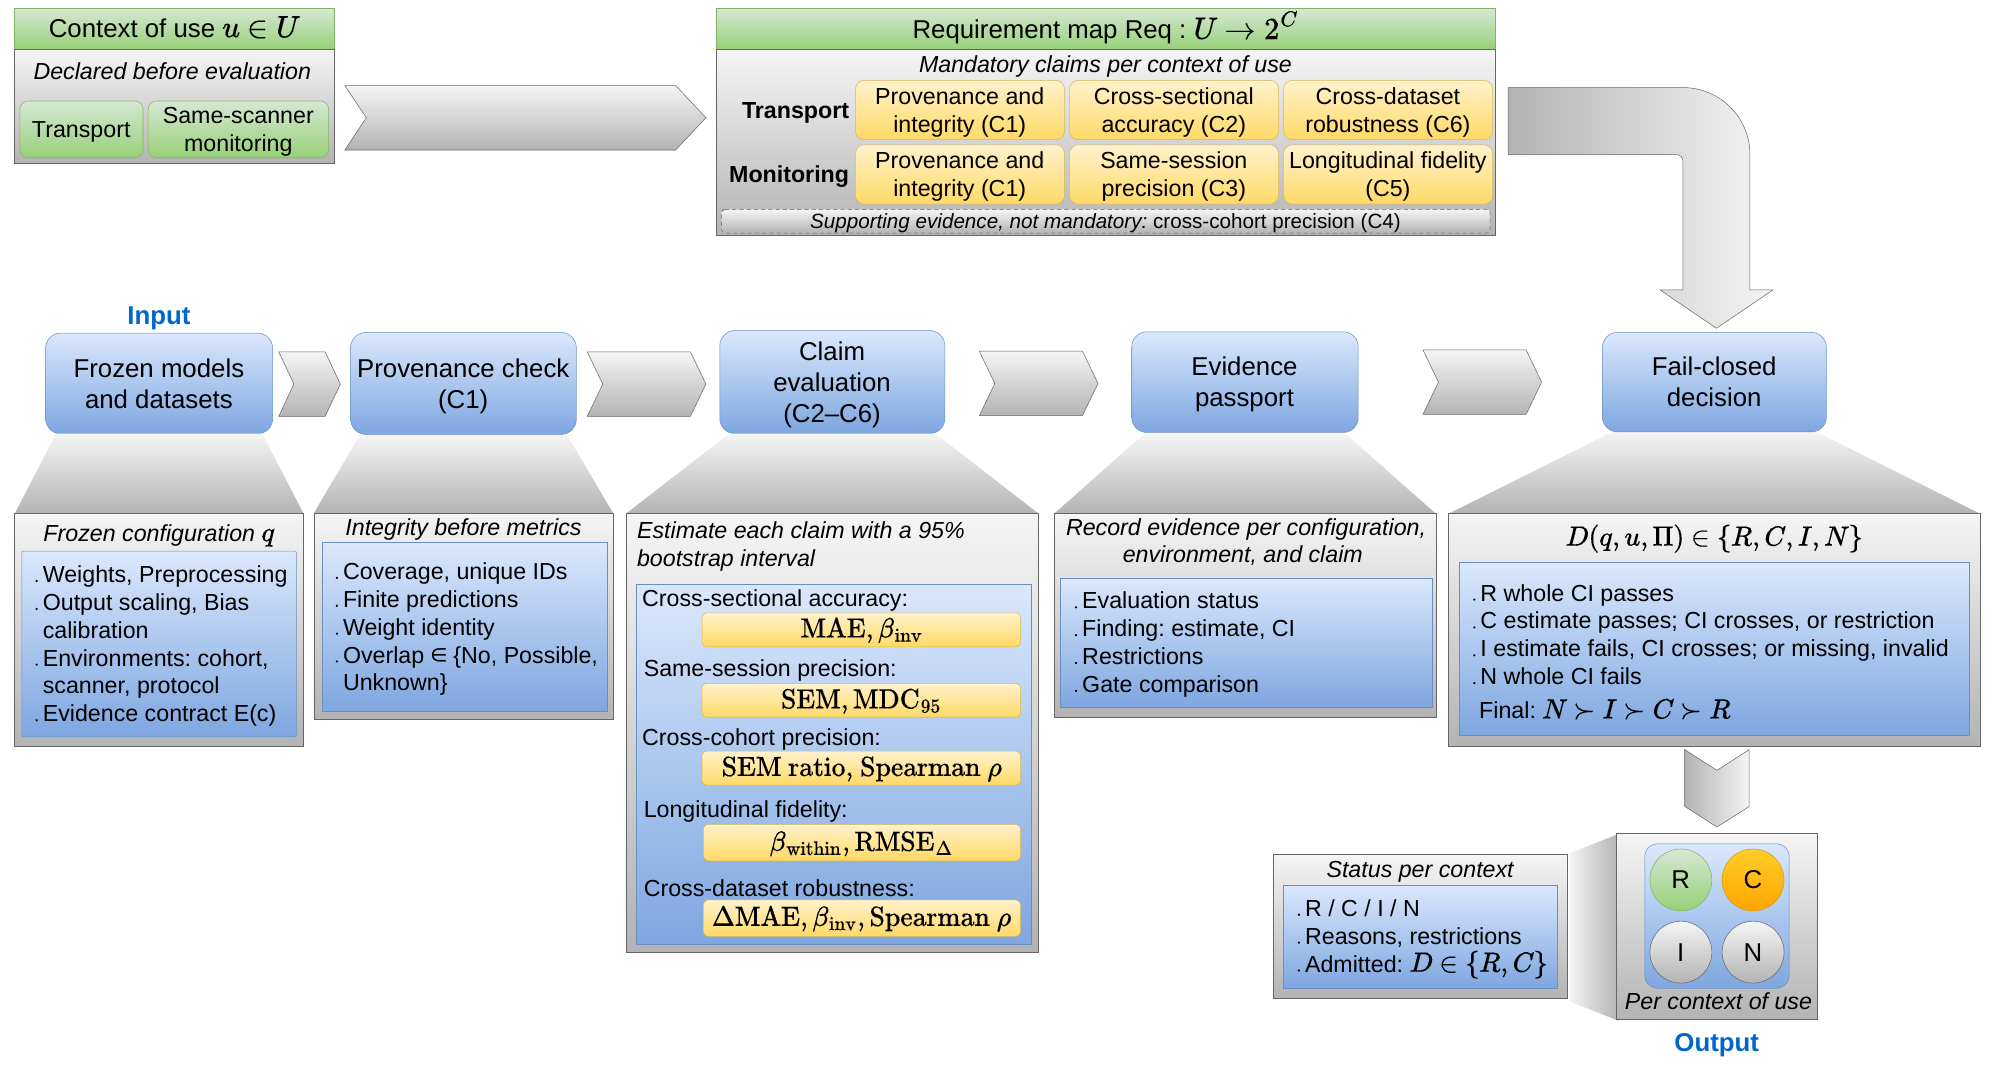 Context of use u ∈ U
Declared before evaluation
Transport
Same-scanner
monitoring
Requirement map Req : U → 2^C
Mandatory claims per context of use
Transport
Provenance and
integrity (C1)
Cross-sectional
accuracy (C2)
Cross-dataset
robustness (C6)
Monitoring
Provenance and
integrity (C1)
Same-session
precision (C3)
Longitudinal fidelity
(C5)
Supporting evidence, not mandatory: cross-cohort precision (C4)
Input
Frozen models
and datasets
Provenance check
(C1)
Claim
evaluation
(C2–C6)
Evidence
passport
Fail-closed
decision
Frozen configuration q
. Weights, Preprocessing
. Output scaling, Bias
calibration
. Environments: cohort,
scanner, protocol
. Evidence contract E(c)
Integrity before metrics
. Coverage, unique IDs
. Finite predictions
. Weight identity
. Overlap ∈ {No, Possible,
Unknown}
Estimate each claim with a 95%
bootstrap interval
Cross-sectional accuracy:
MAE, β_inv
Same-session precision:
SEM, MDC_95
Cross-cohort precision:
SEM ratio, Spearman ρ
Longitudinal fidelity:
β_within, RMSE_Δ
Cross-dataset robustness:
ΔMAE, β_inv, Spearman ρ
Record evidence per configuration,
environment, and claim
. Evaluation status
. Finding: estimate, CI
. Restrictions
. Gate comparison
D(q, u, Π) ∈ {R, C, I, N}
. R whole CI passes
. C estimate passes; CI crosses, or restriction
. I estimate fails, CI crosses; or missing, invalid
. N whole CI fails
Final: N ≻ I ≻ C ≻ R
Status per context
. R / C / I / N
. Reasons, restrictions
. Admitted: D ∈ {R, C}
R
C
I
N
Per context of use
Output